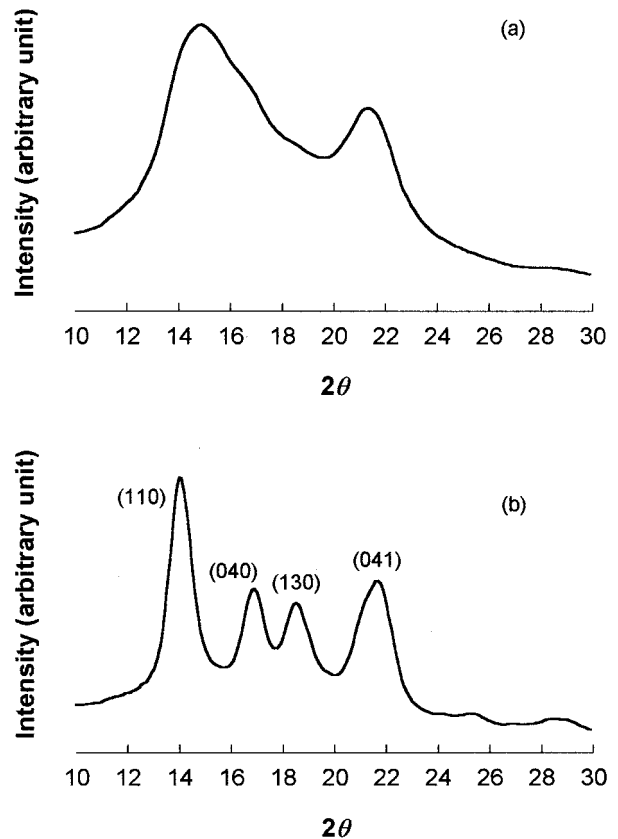 (a)
Intensity (arbitrary unit)
10 12 14 16 18 20 22 24 26 28 30
2θ
(b)
(110)
(040)
(130)
(041)
Intensity (arbitrary unit)
10 12 14 16 18 20 22 24 26 28 30
2θ